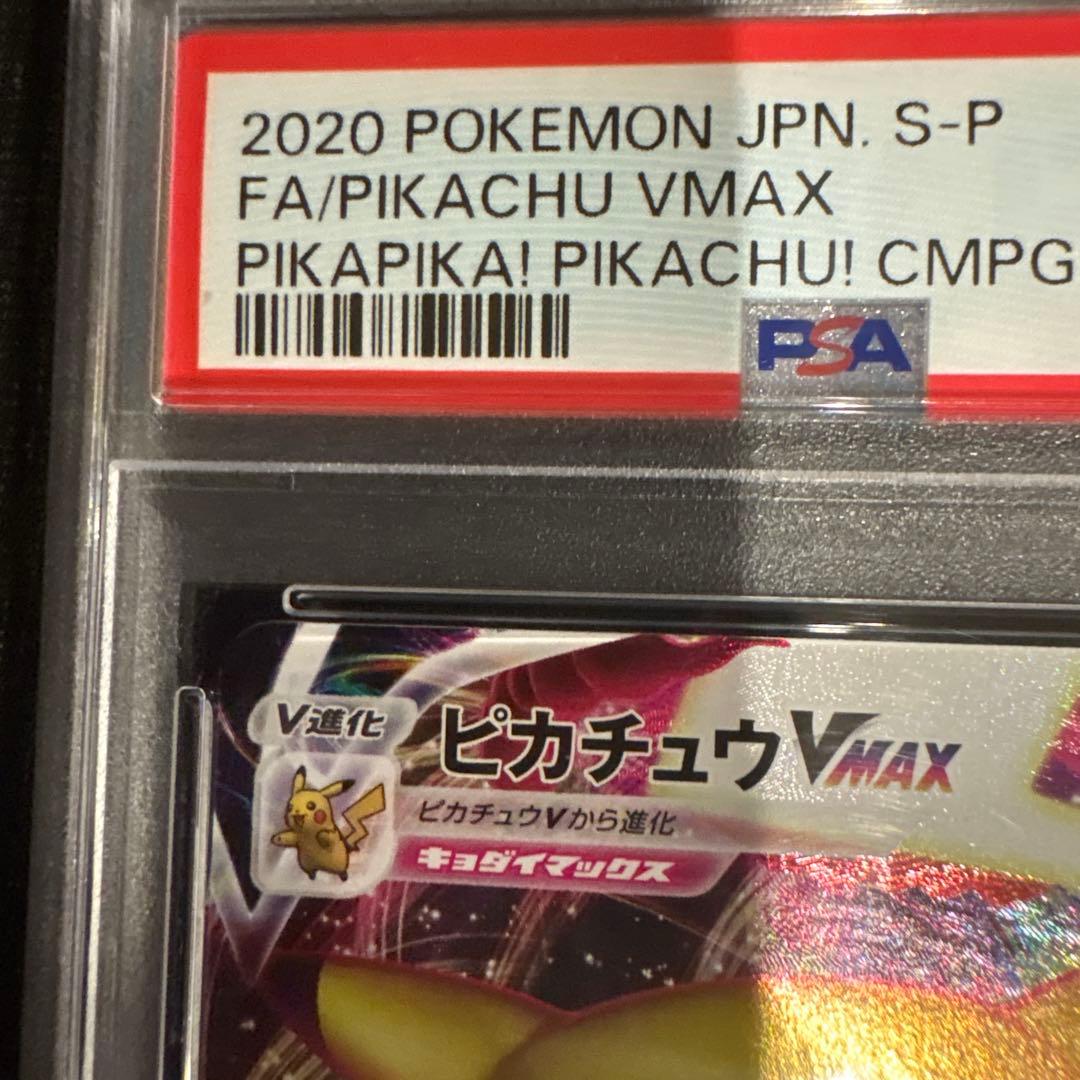 2020 POKEMON JPN. S-P
FA/PIKACHU VMAX
PIKAPIKA! PIKACHU! CMPG
PSA
V進化
ピカチュウVMAX
ピカチュウVから進化
キョダイマックス